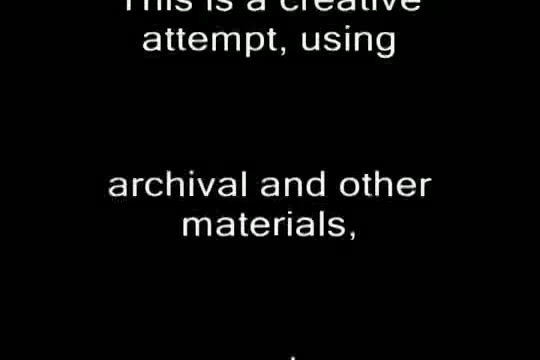 This is a creative
attempt, using
archival and other
materials,